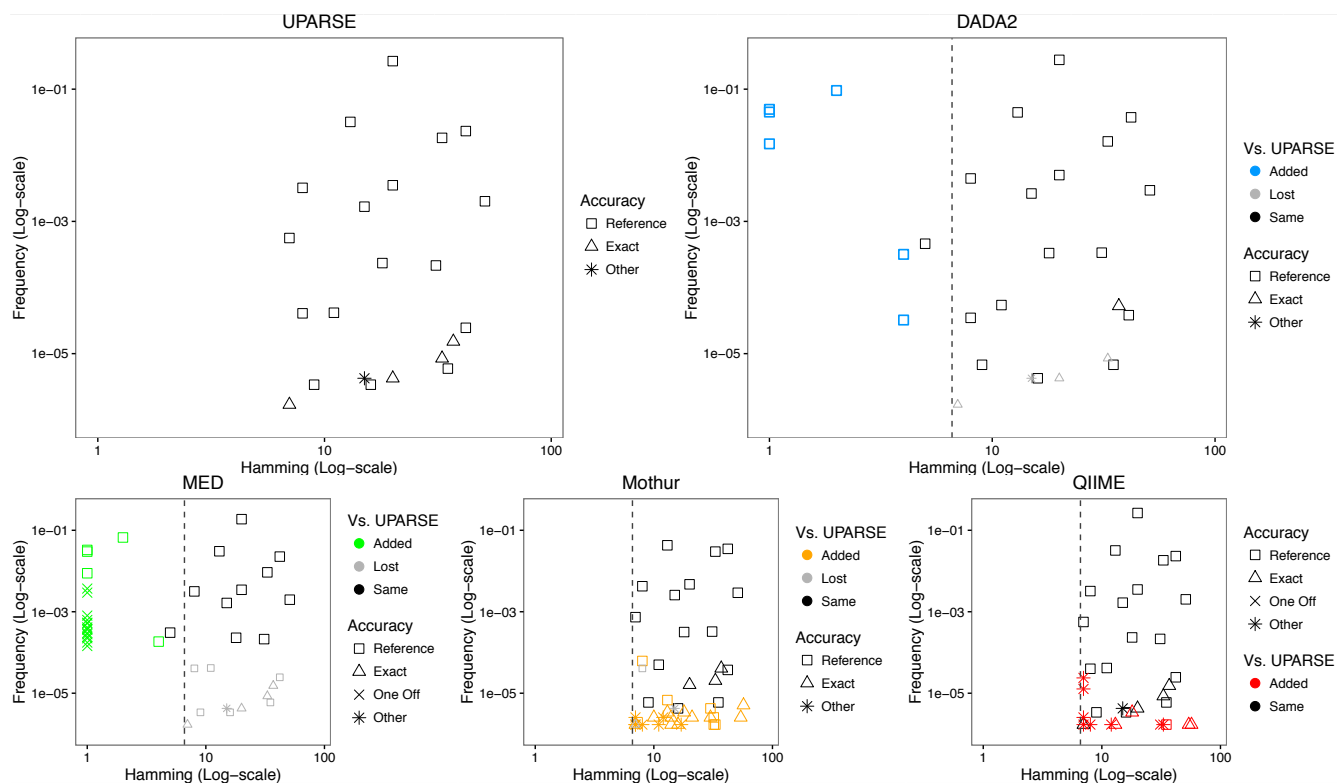 UPARSE
DADA2
Frequency (Log−scale)
1e−01
1e−03
1e−05
1
10
100
Hamming (Log−scale)
Accuracy
Reference
Exact
Other
Frequency (Log−scale)
1e−01
1e−03
1e−05
1
10
100
Hamming (Log−scale)
Vs. UPARSE
Added
Lost
Same
Accuracy
Reference
Exact
Other
MED
Mothur
QIIME
Frequency (Log−scale)
1e−01
1e−03
1e−05
1
10
100
Hamming (Log−scale)
Vs. UPARSE
Added
Lost
Same
Accuracy
Reference
Exact
One Off
Other
Frequency (Log−scale)
1e−01
1e−03
1e−05
1
10
100
Hamming (Log−scale)
Vs. UPARSE
Added
Lost
Same
Accuracy
Reference
Exact
Other
Frequency (Log−scale)
1e−01
1e−03
1e−05
1
10
100
Hamming (Log−scale)
Accuracy
Reference
Exact
One Off
Other
Vs. UPARSE
Added
Same